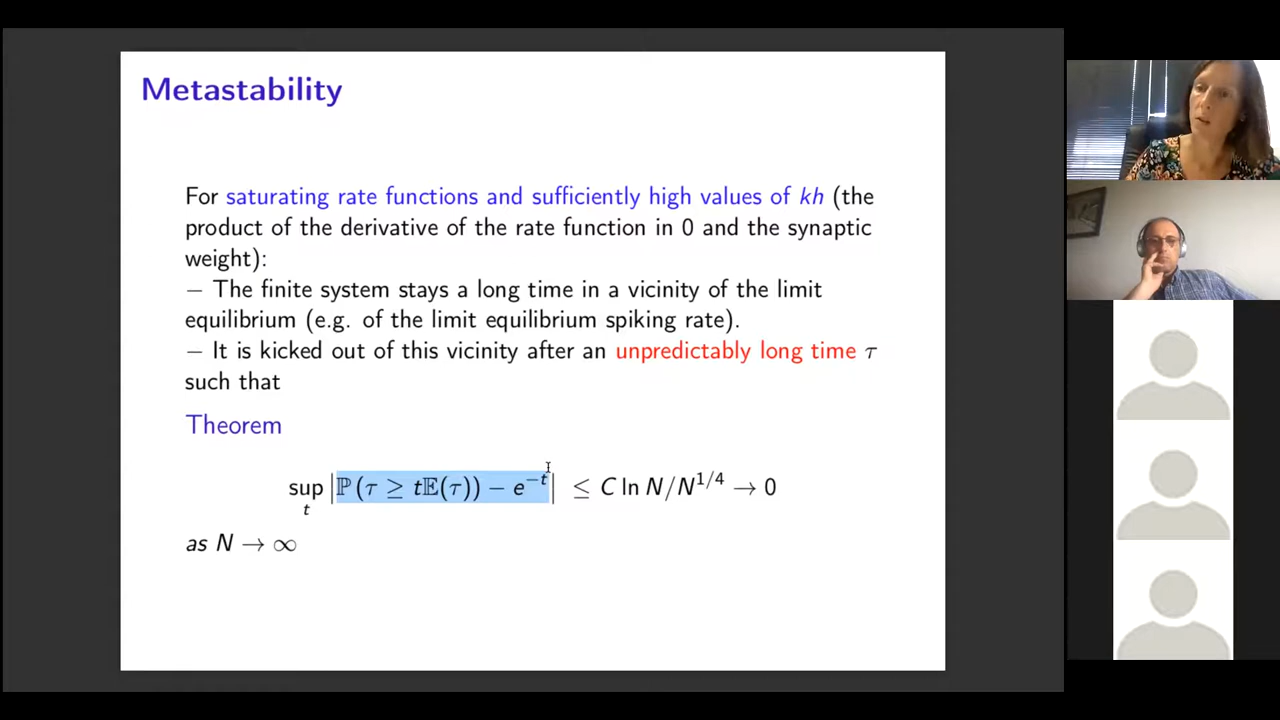 Metastability
For saturating rate functions and sufficiently high values of kh (the
product of the derivative of the rate function in 0 and the synaptic
weight):
– The finite system stays a long time in a vicinity of the limit
equilibrium (e.g. of the limit equilibrium spiking rate).
– It is kicked out of this vicinity after an unpredictably long time τ
such that
Theorem
sup_t |ℙ(τ ≥ t𝔼(τ)) − e^{−t}| ≤ C ln N/N^{1/4} → 0
as N → ∞